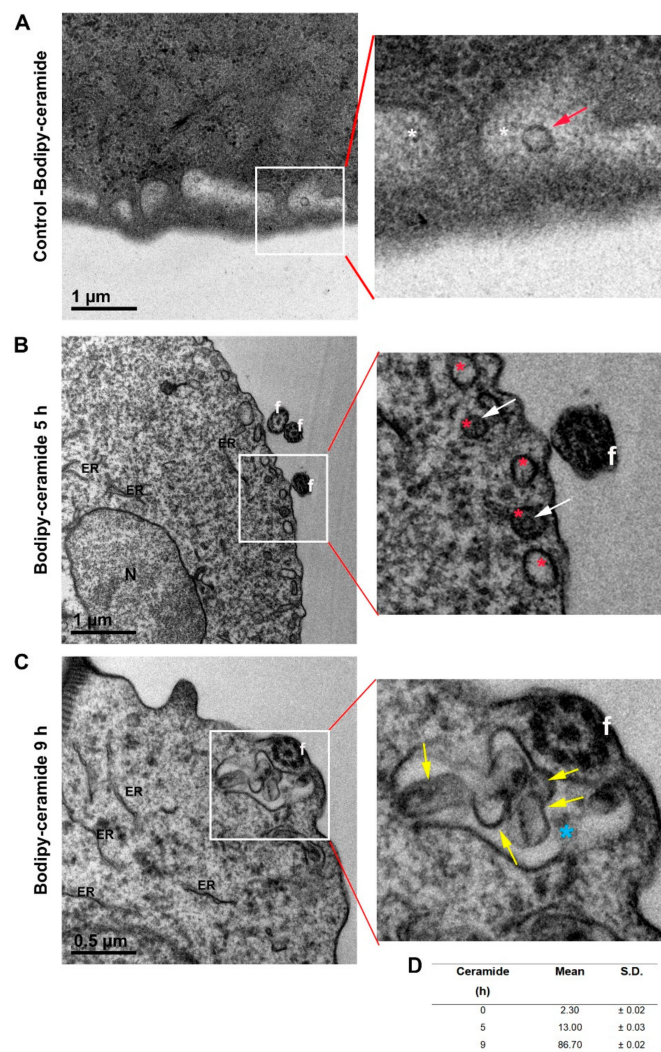 A
Control -Bodipy-ceramide
*
*
1 µm
B
Bodipy-ceramide 5 h
f
f
ER
f
ER
ER
N
1 µm
*
*
f
*
*
*
C
Bodipy-ceramide 9 h
f
ER
ER
ER
ER
0.5 µm
f
*
D
Ceramide Mean S.D.
(h)
0 2.30 ± 0.02
5 13.00 ± 0.03
9 86.70 ± 0.02